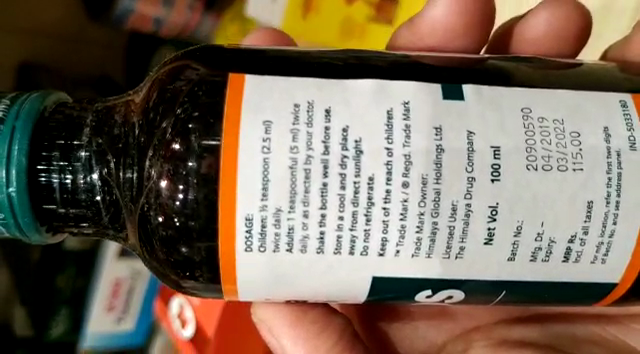 DOSAGE:
Children: ½ teaspoon (2.5 ml)
twice daily.
Adults: 1 teaspoonful (5 ml) twice
daily, or as directed by your doctor.
Shake the bottle well before use.
Store in a cool and dry place,
away from direct sunlight.
Do not refrigerate.
Keep out of the reach of children.
™ Trade Mark / ® Regd. Trade Mark
Trade Mark Owner:
Himalaya Global Holdings Ltd.
Licensed User:
The Himalaya Drug Company
Net Vol. 100 ml
Batch No.: 20900590
Mfg. Dt. – 04/2019
Expiry: 03/2022
MRP Rs. 115.00
Incl. of all taxes
For mfg. location, refer the first two digits
of Batch No. and see address panel.
IND-5033180
S